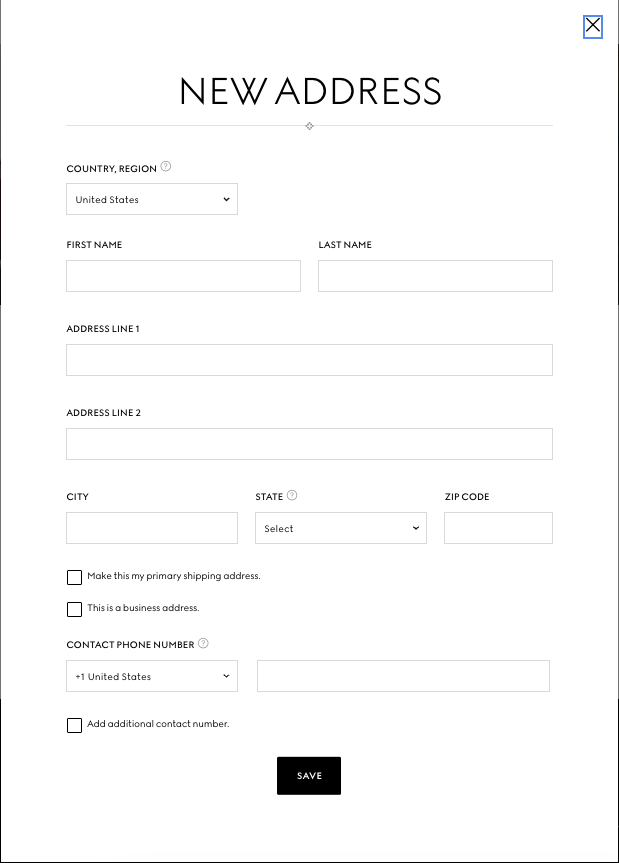 NEW ADDRESS
COUNTRY, REGION ?
United States
FIRST NAME LAST NAME
ADDRESS LINE 1
ADDRESS LINE 2
CITY STATE ? ZIP CODE
Select
Make this my primary shipping address.
This is a business address.
CONTACT PHONE NUMBER ?
+1 United States
Add additional contact number.
SAVE